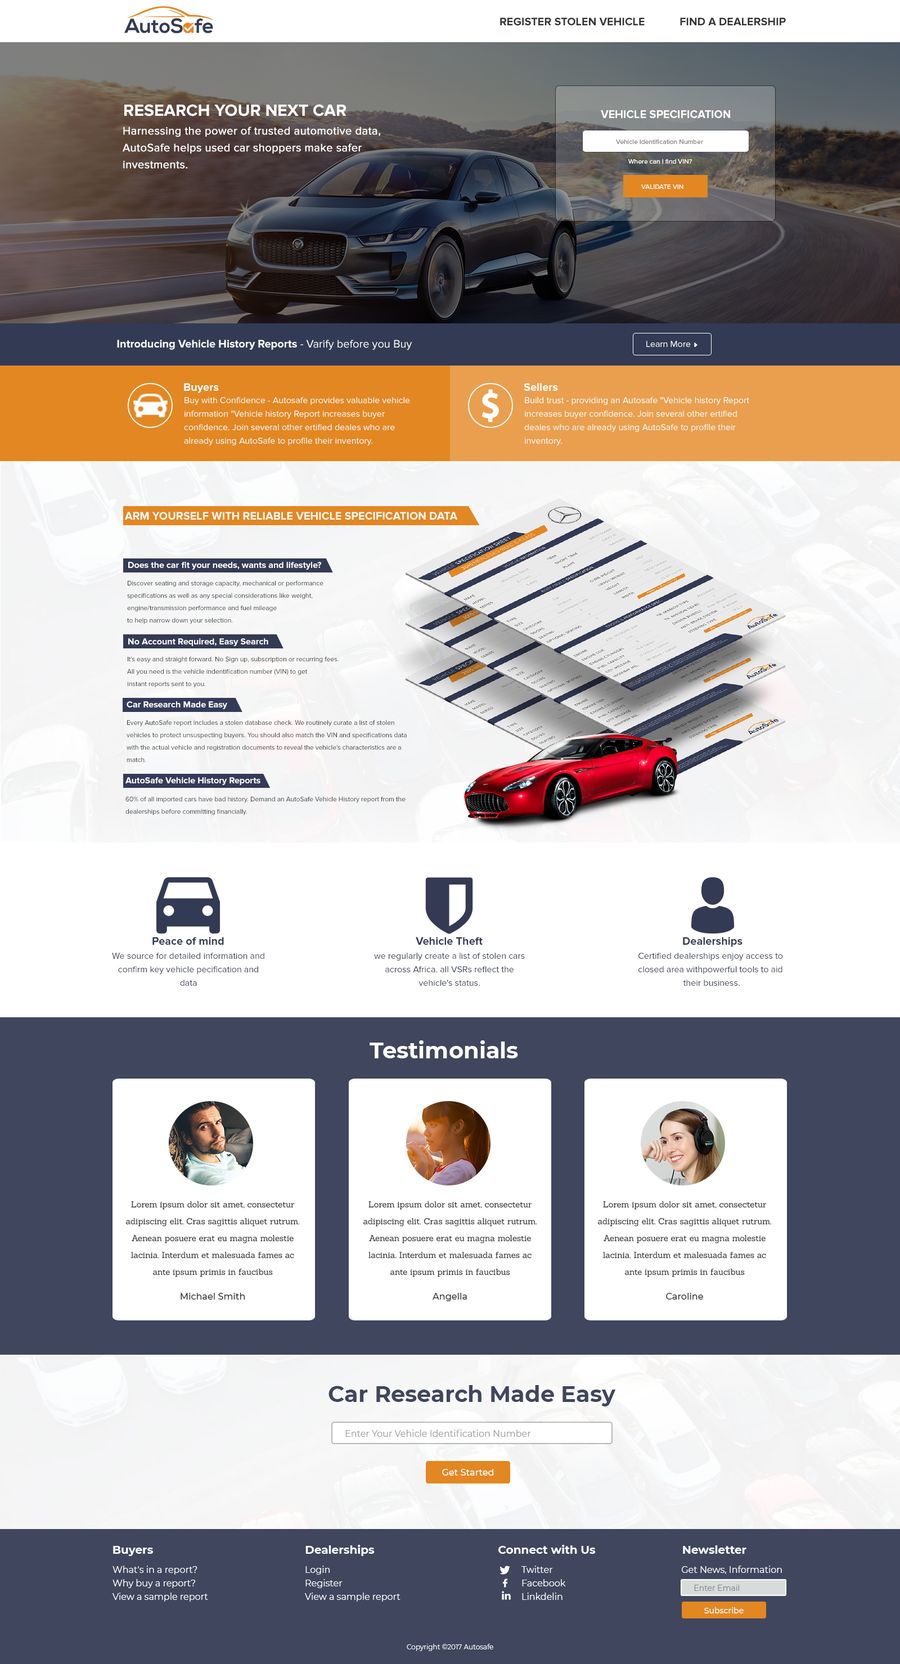 AutoSafe
REGISTER STOLEN VEHICLE
FIND A DEALERSHIP
RESEARCH YOUR NEXT CAR
Harnessing the power of trusted automotive data,
AutoSafe helps used car shoppers make safer
investments.
VEHICLE SPECIFICATION
Vehicle Identification Number
Where can I find VIN?
VALIDATE VIN
Introducing Vehicle History Reports - Varify before you Buy
Learn More
Buyers
Buy with Confidence - Autosafe provides valuable vehicle
information "Vehicle history Report increases buyer
confidence. Join several other ertified deales who are
already using AutoSafe to profile their inventory.
Sellers
Build trust - providing an Autosafe "Vehicle history Report
increases buyer confidence. Join several other ertified
deales who are already using AutoSafe to profile their
inventory.
ARM YOURSELF WITH RELIABLE VEHICLE SPECIFICATION DATA
Does the car fit your needs, wants and lifestyle?
Discover seating and storage capacity, mechanical or performance
specifications as well as any special considerations like weight,
engine/transmission performance and fuel mileage
to help narrow down your selection.
No Account Required, Easy Search
It's easy and straight forward. No Sign up, subscription or recurring fees.
All you need is the vehicle indentification number (VIN) to get
instant reports sent to you.
Car Research Made Easy
Every AutoSafe report includes a stolen database check. We routinely curate a list of stolen
vehicles to protect unsuspecting buyers. You should also match the VIN and specifications data
with the actual vehicle and registration documents to reveal the vehicle's characteristics are a
match.
AutoSafe Vehicle History Reports
60% of all imported cars have bad history. Demand an AutoSafe Vehicle History report from the
dealerships before committing financially.
VEHICLE SPECIFICATION SHEET
AutoSafe
AutoSafe
AutoSafe
Peace of mind
We source for detailed information and
confirm key vehicle pecification and
data
Vehicle Theft
we regularly create a list of stolen cars
across Africa. all VSRs reflect the
vehicle's status.
Dealerships
Certified dealerships enjoy access to
closed area withpowerful tools to aid
their business.
Testimonials
Lorem ipsum dolor sit amet, consectetur
adipiscing elit. Cras sagittis aliquet rutrum.
Aenean posuere erat eu magna molestie
lacinia. Interdum et malesuada fames ac
ante ipsum primis in faucibus
Michael Smith
Lorem ipsum dolor sit amet, consectetur
adipiscing elit. Cras sagittis aliquet rutrum.
Aenean posuere erat eu magna molestie
lacinia. Interdum et malesuada fames ac
ante ipsum primis in faucibus
Angella
Lorem ipsum dolor sit amet, consectetur
adipiscing elit. Cras sagittis aliquet rutrum.
Aenean posuere erat eu magna molestie
lacinia. Interdum et malesuada fames ac
ante ipsum primis in faucibus
Caroline
Car Research Made Easy
Enter Your Vehicle Identification Number
Get Started
Buyers
What's in a report?
Why buy a report?
View a sample report
Dealerships
Login
Register
View a sample report
Connect with Us
Twitter
Facebook
Linkdelin
Newsletter
Get News, Information
Enter Email
Subscribe
Copyright ©2017 Autosafe